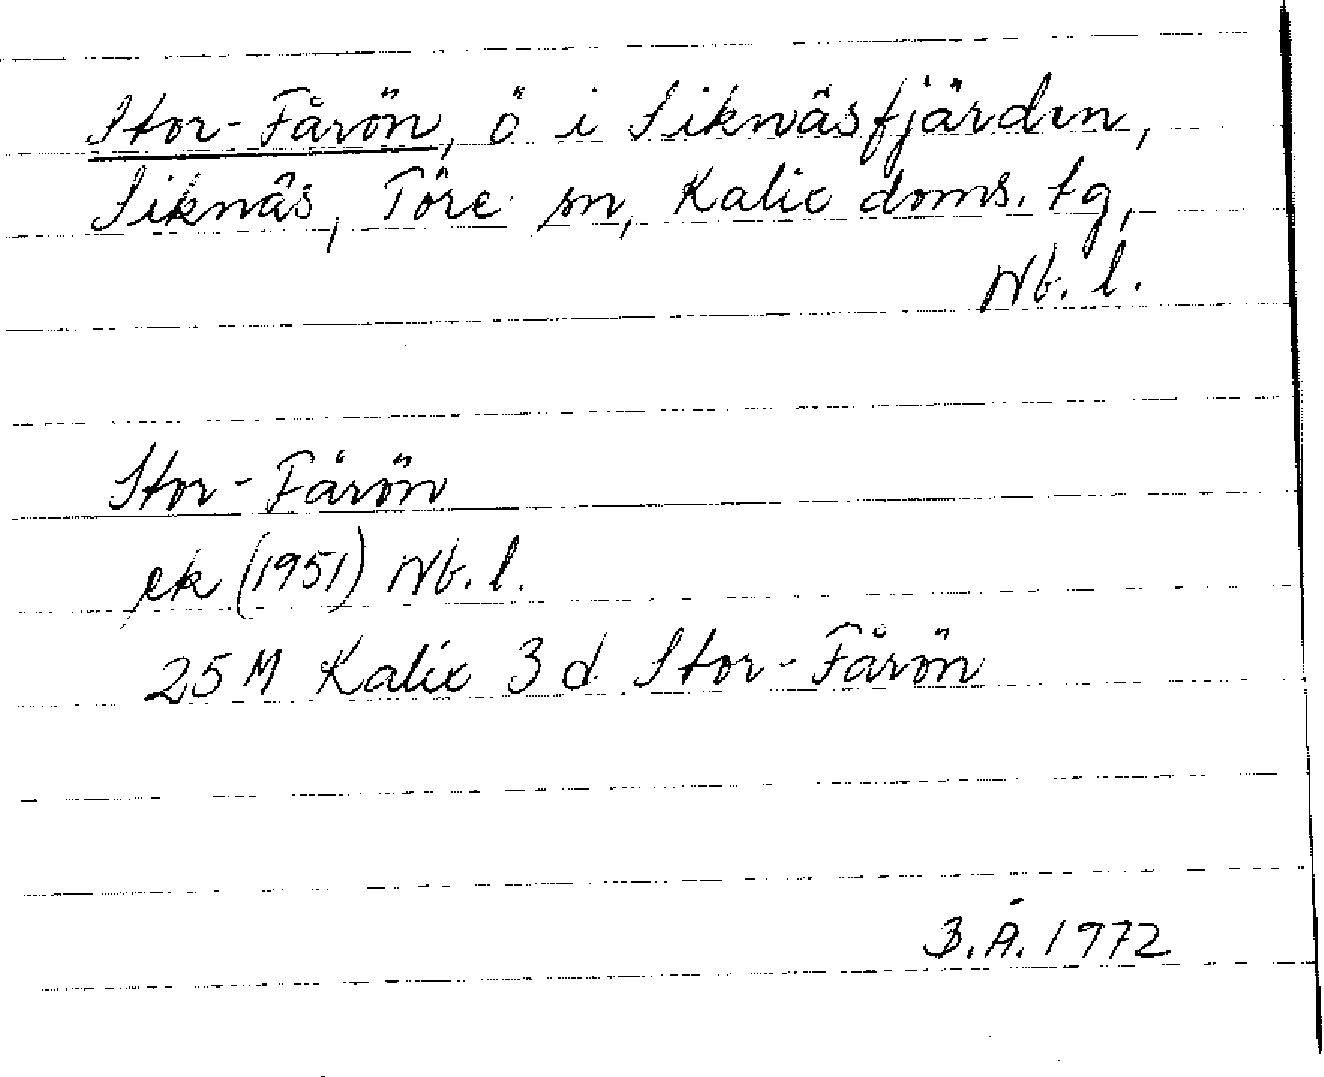 Stor-Fårön, ö i Siknäsfjärden,
Siknäs, Töre sn, Kalix doms. tg,
Nb. l.
Stor-Fårön
ek (1951) Nb. l.
25 M Kalix 3 d Stor-Fårön
B.Å. 1972